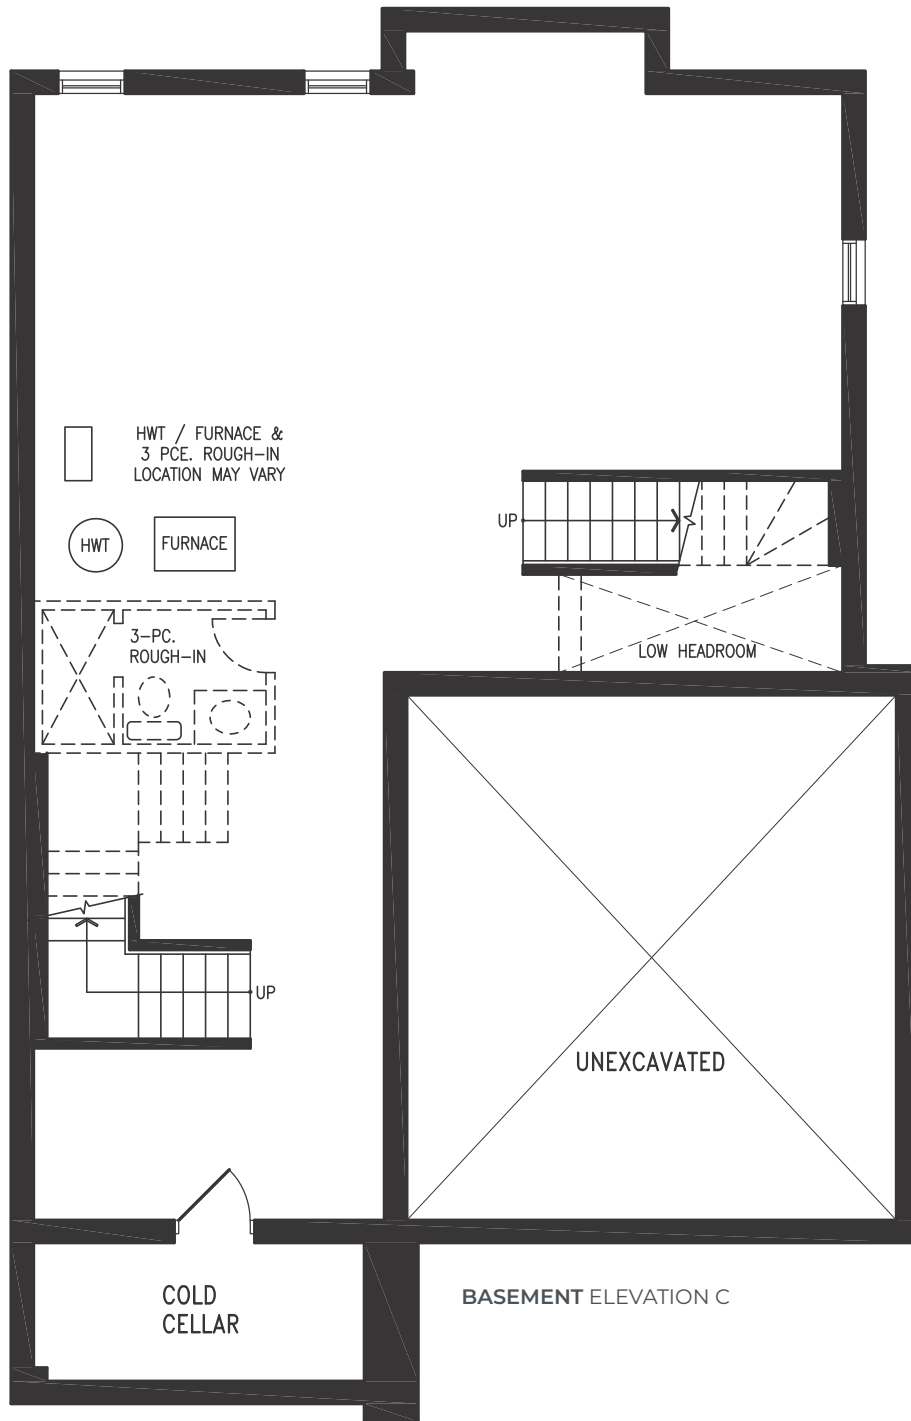 HWT / FURNACE &
3 PCE. ROUGH-IN
LOCATION MAY VARY
UP
HWT
FURNACE
3-PC.
ROUGH-IN
LOW HEADROOM
UP
UNEXCAVATED
COLD
CELLAR
BASEMENT ELEVATION C